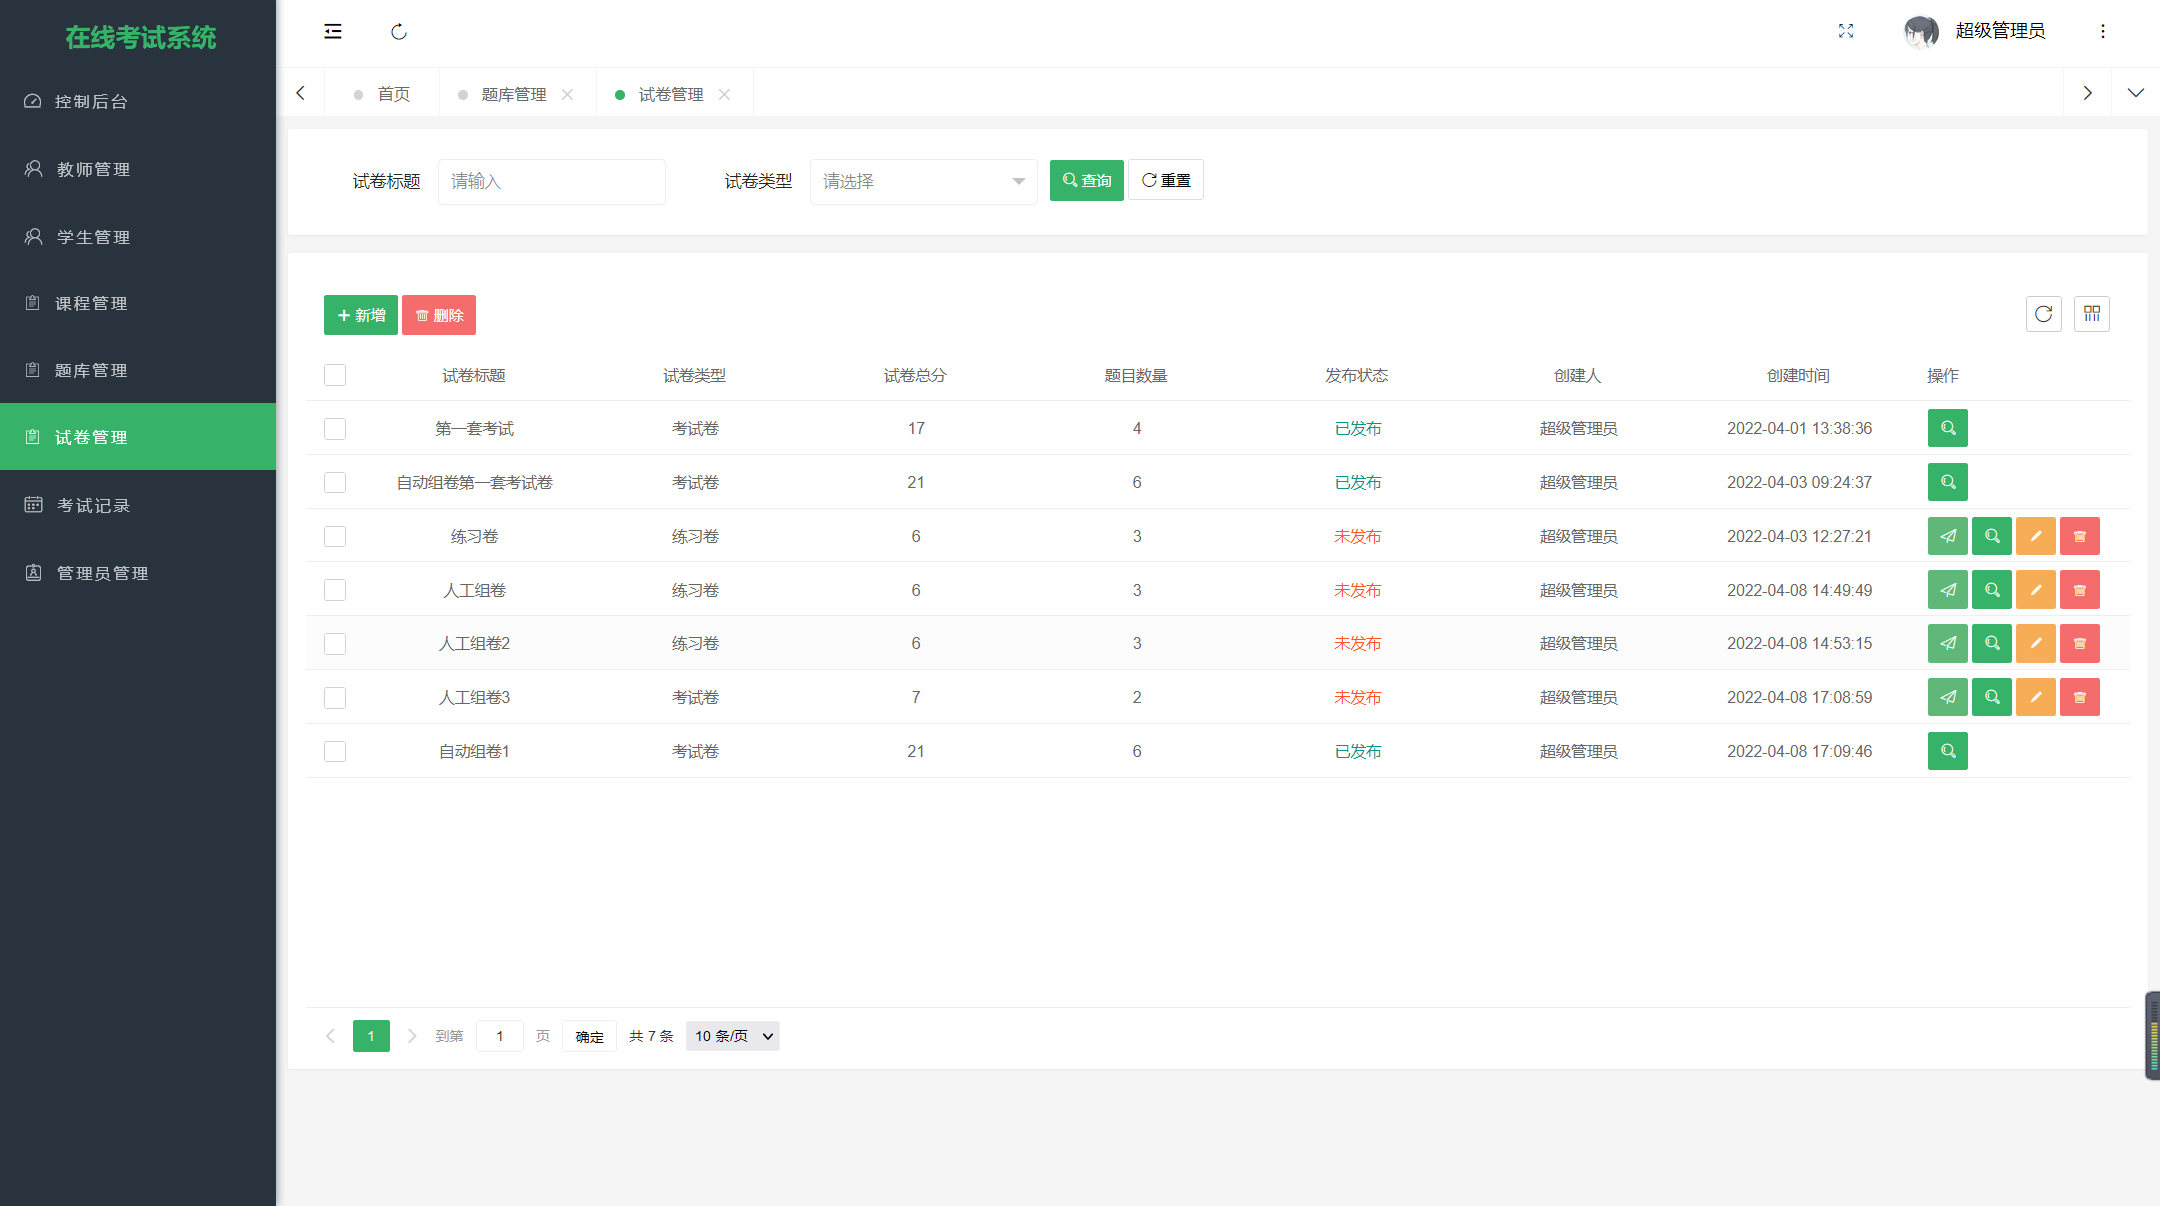 在线考试系统
控制后台
教师管理
学生管理
课程管理
题库管理
试卷管理
考试记录
管理员管理
超级管理员
首页 题库管理 试卷管理
试卷标题 请输入 试卷类型 请选择 查询 重置
新增 删除
试卷标题 试卷类型 试卷总分 题目数量 发布状态 创建人 创建时间 操作
第一套考试 考试卷 17 4 已发布 超级管理员 2022-04-01 13:38:36
自动组卷第一套考试卷 考试卷 21 6 已发布 超级管理员 2022-04-03 09:24:37
练习卷 练习卷 6 3 未发布 超级管理员 2022-04-03 12:27:21
人工组卷 练习卷 6 3 未发布 超级管理员 2022-04-08 14:49:49
人工组卷2 练习卷 6 3 未发布 超级管理员 2022-04-08 14:53:15
人工组卷3 考试卷 7 2 未发布 超级管理员 2022-04-08 17:08:59
自动组卷1 考试卷 21 6 已发布 超级管理员 2022-04-08 17:09:46
1 到第 1 页 确定 共 7 条 10 条/页